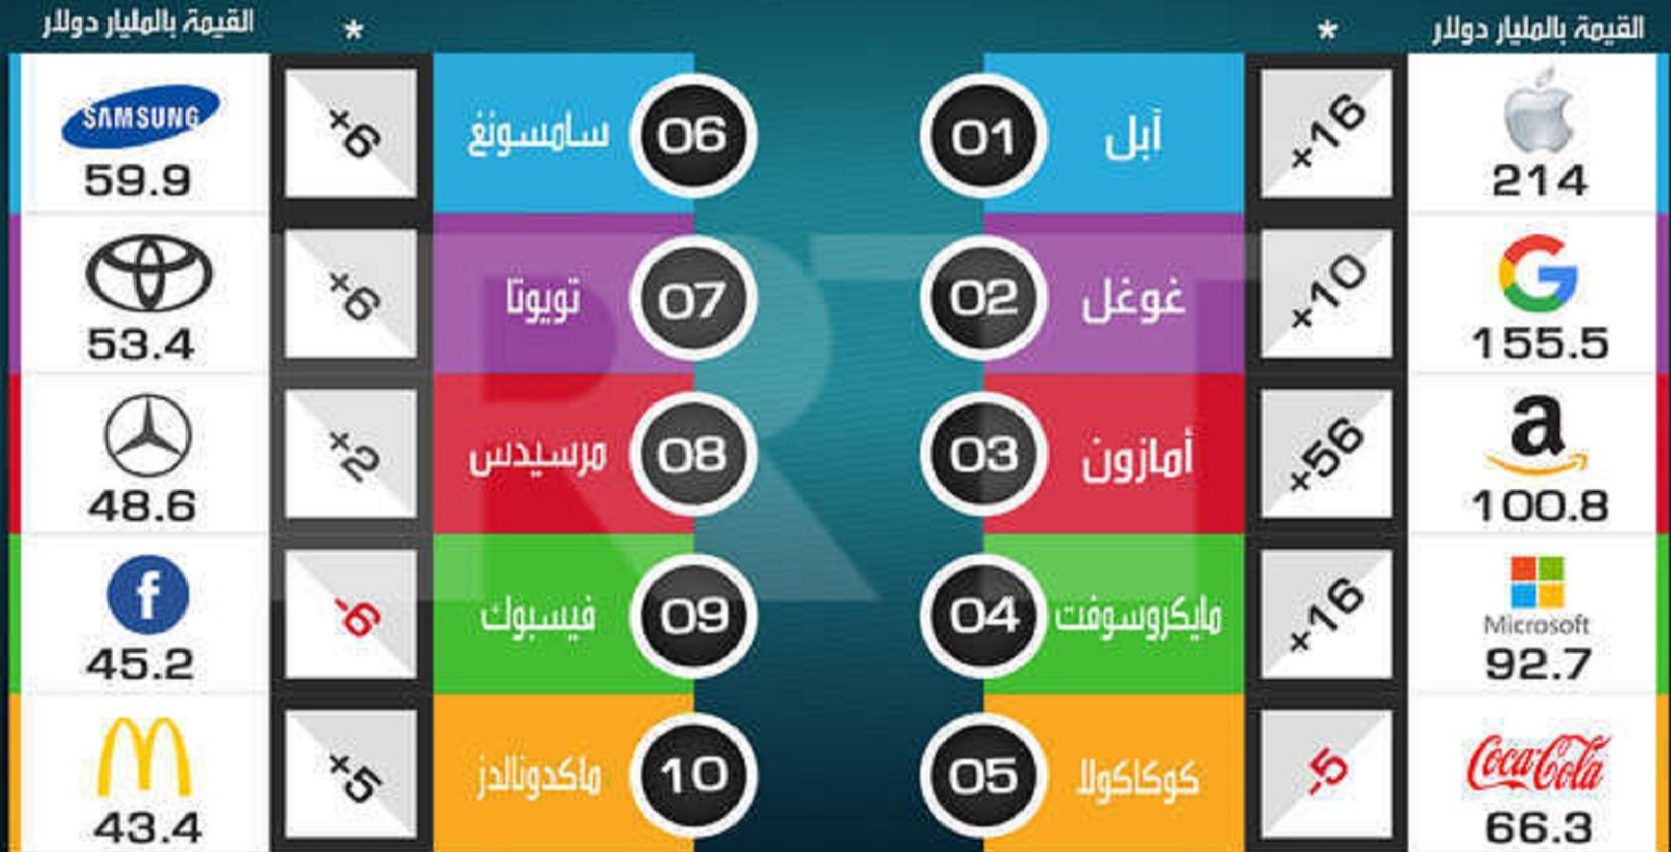 القيمة بالمليار دولار
*
214
+16
آبل
01
155.5
+10
غوغل
02
100.8
+56
أمازون
03
Microsoft
92.7
+16
مايكروسوفت
04
Coca-Cola
66.3
-5
كوكاكولا
05
القيمة بالمليار دولار
*
06
سامسونغ
+6
SAMSUNG
59.9
07
تويوتا
+6
53.4
08
مرسيدس
+2
48.6
09
فيسبوك
-6
f
45.2
10
ماكدونالدز
+5
43.4
RT